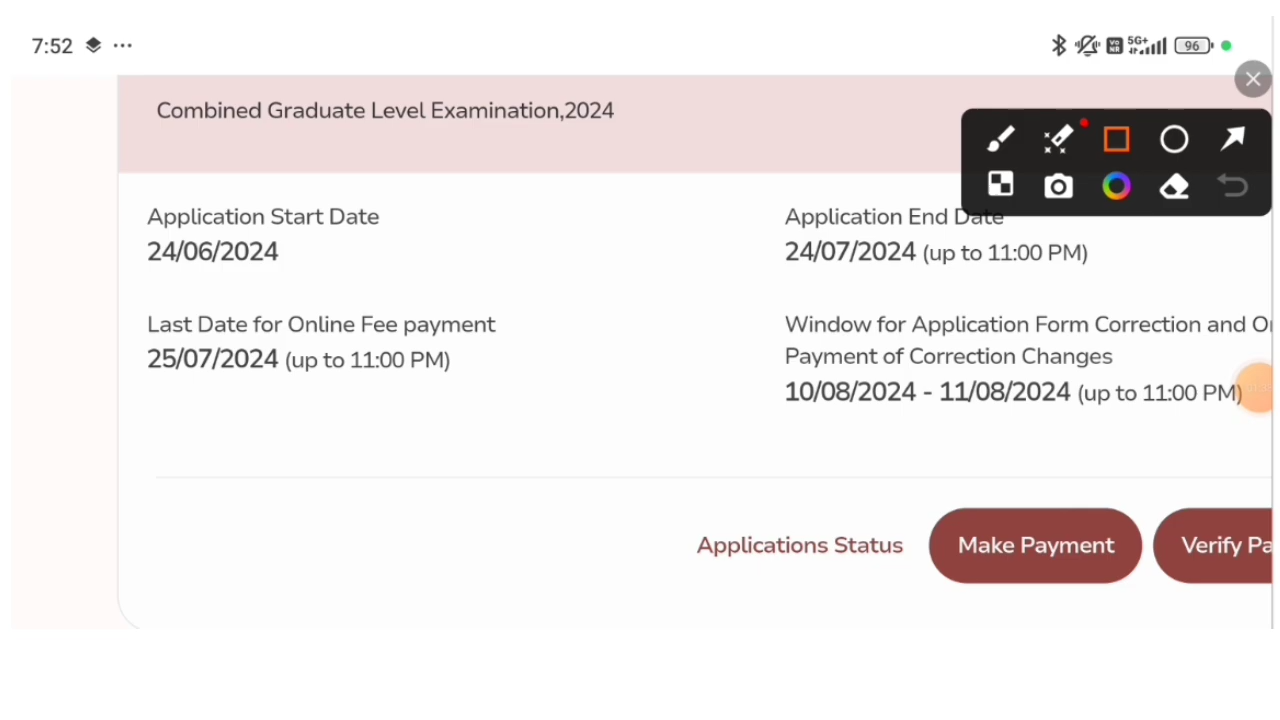 7:52
5G+
96
Combined Graduate Level Examination,2024
Application Start Date
24/06/2024
Application End Date
24/07/2024 (up to 11:00 PM)
Last Date for Online Fee payment
25/07/2024 (up to 11:00 PM)
Window for Application Form Correction and
Payment of Correction Changes
10/08/2024 - 11/08/2024 (up to 11:00 PM)
Applications Status
Make Payment
Verify